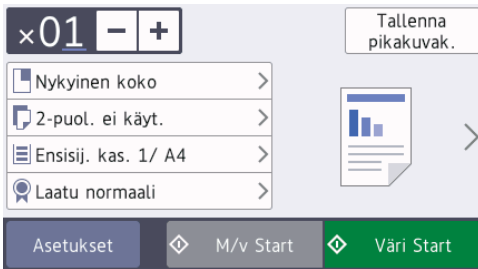 ×01 − +
Tallenna
pikakuvak.
Nykyinen koko
2-puol. ei käyt.
Ensisij. kas. 1/ A4
Laatu normaali
Asetukset
M/v Start
Väri Start